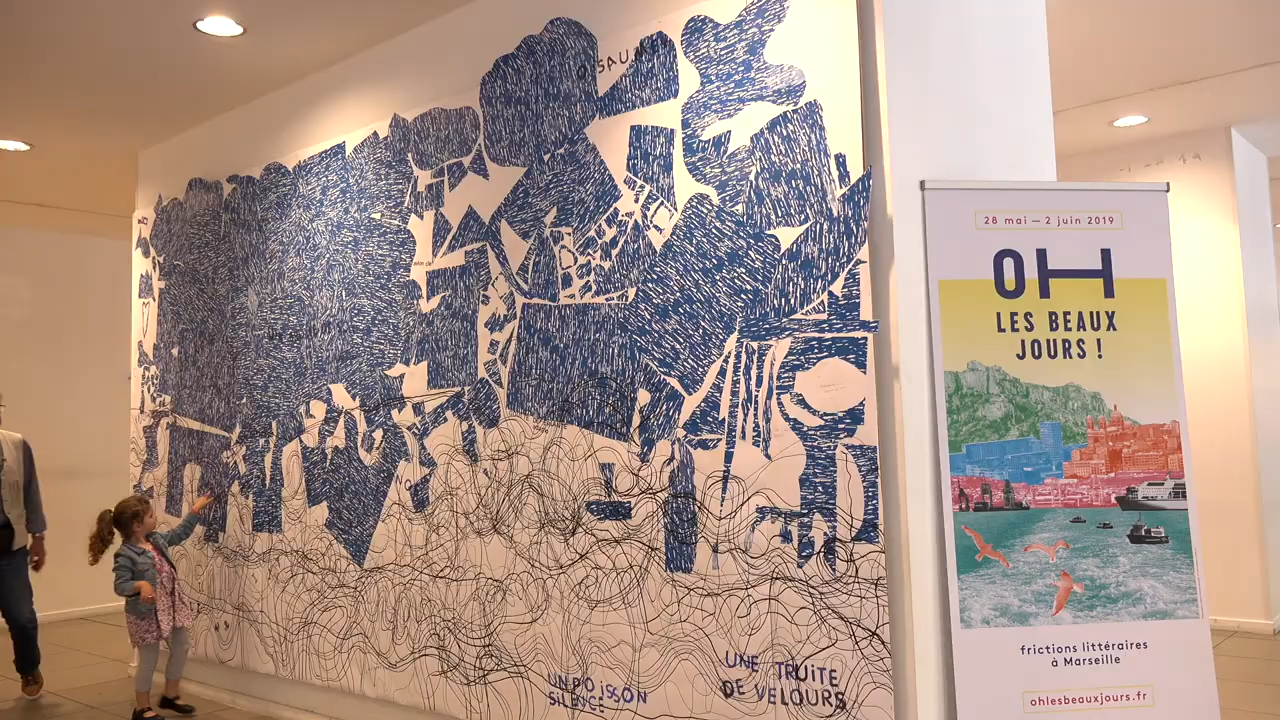 UN POISSON
SILENCE
UNE TRUITE
DE VELOURS
28 mai – 2 juin 2019
OH
LES BEAUX
JOURS !
frictions littéraires
à Marseille
ohlesbeauxjours.fr